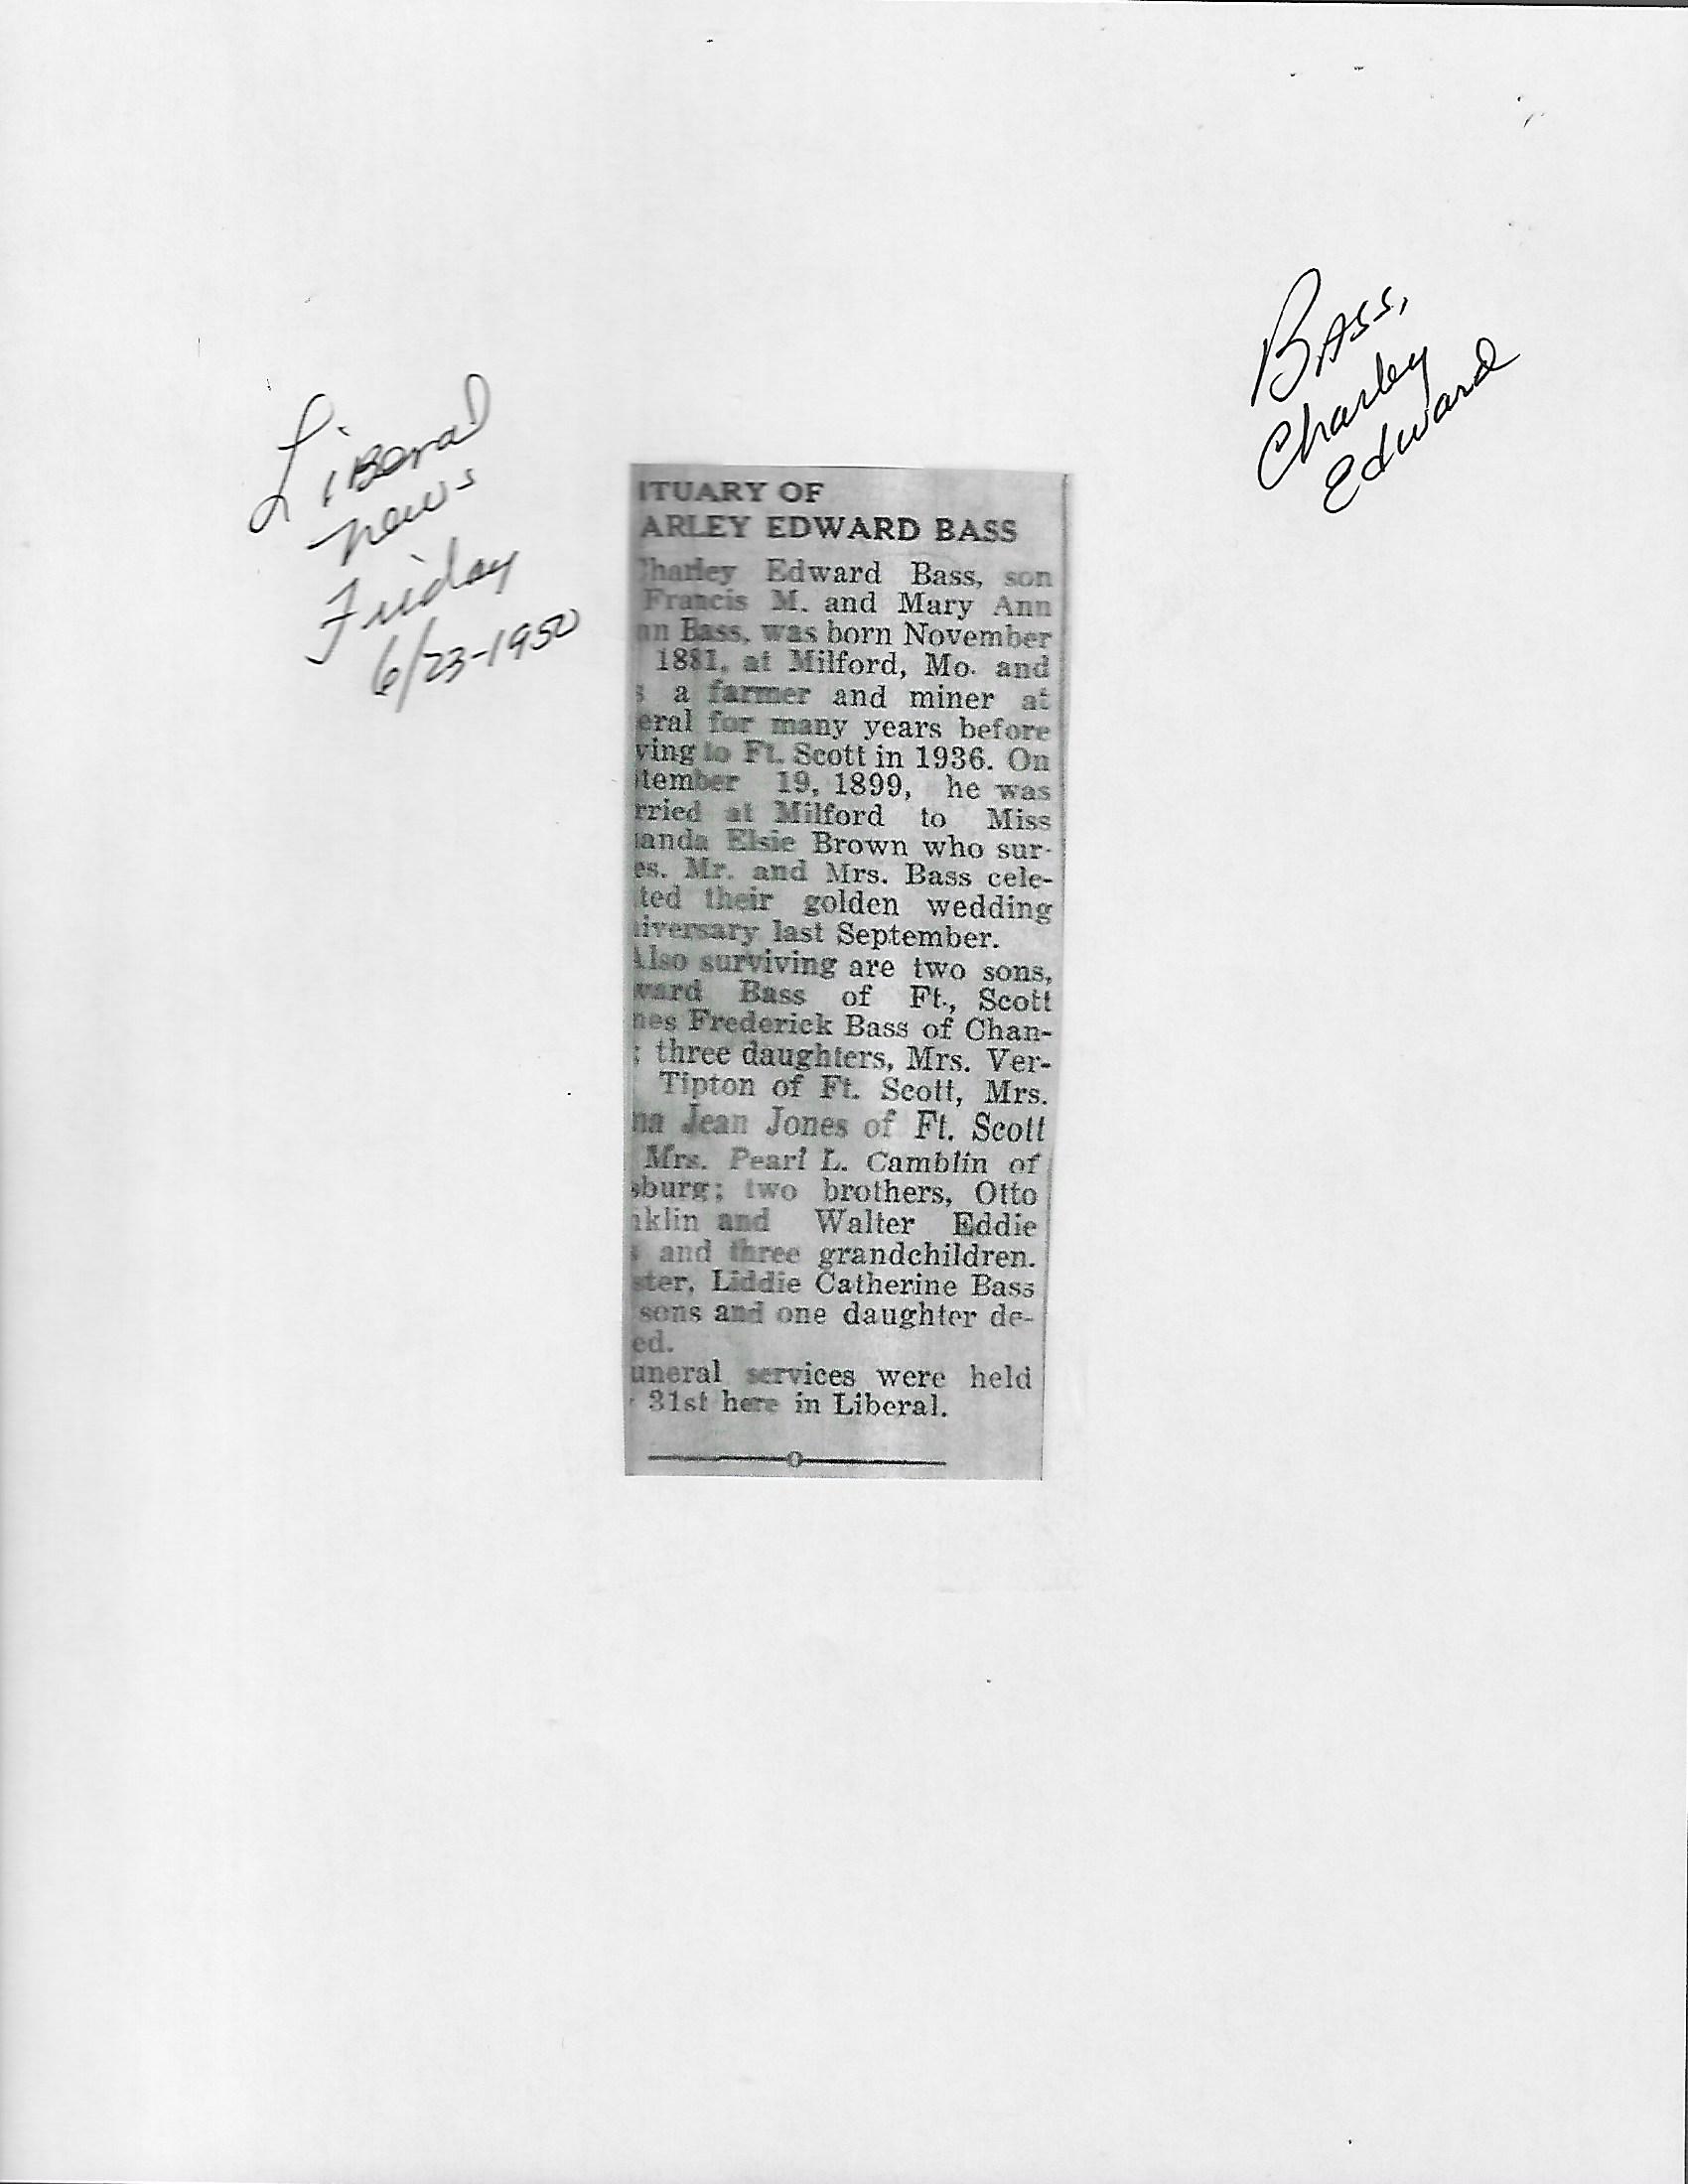 Bass,
Charley
Edward
Liberal
news
Friday
6/23-1950
ITUARY OF
ARLEY EDWARD BASS
Charley Edward Bass, son
Francis M. and Mary Ann
nn Bass, was born November
1881, at Milford, Mo. and
s a farmer and miner at
eral for many years before
ving to Ft. Scott in 1936. On
tember 19, 1899, he was
rried at Milford to Miss
anda Elsie Brown who sur-
es. Mr. and Mrs. Bass cele-
ted their golden wedding
iversary last September.
Also surviving are two sons,
ward Bass of Ft., Scott
nes Frederick Bass of Chan-
; three daughters, Mrs. Ver-
Tipton of Ft. Scott, Mrs.
na Jean Jones of Ft. Scott
Mrs. Pearl L. Camblin of
sburg; two brothers, Otto
nklin and Walter Eddie
s and three grandchildren.
ster, Liddie Catherine Bass
sons and one daughter de-
ed.
uneral services were held
31st here in Liberal.